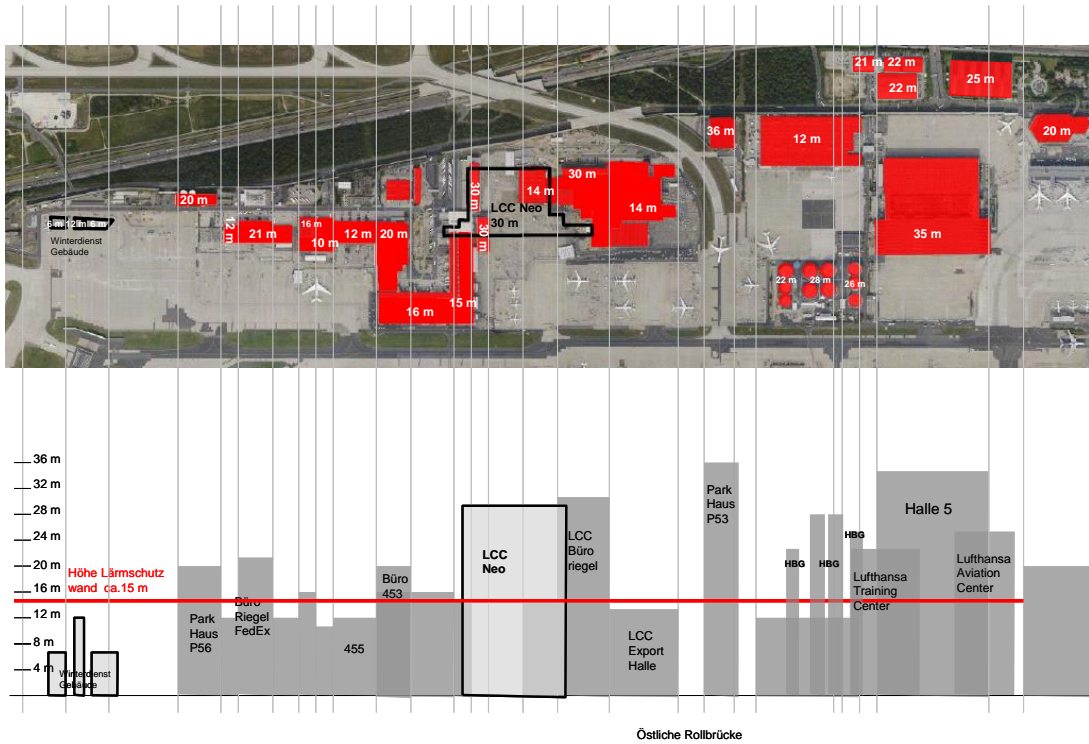 21 m
22 m
22 m
25 m
36 m
12 m
20 m
30 m
14 m
30 m
14 m
LCC Neo
30 m
30 m
20 m
6 m
12 m
6 m
Winterdienst
Gebäude
12 m
21 m
16 m
10 m
12 m
20 m
15 m
16 m
35 m
22 m
28 m
26 m
36 m
32 m
28 m
24 m
20 m
16 m
12 m
8 m
4 m
Höhe Lärmschutz
wand ca.15 m
Winterdienst
Gebäude
Park
Haus
P56
Büro
Riegel
FedEx
455
Büro
453
LCC
Neo
LCC
Büro
riegel
LCC
Export
Halle
Park
Haus
P53
HBG
HBG
HBG
Halle 5
Lufthansa
Training
Center
Lufthansa
Aviation
Center
Östliche Rollbrücke